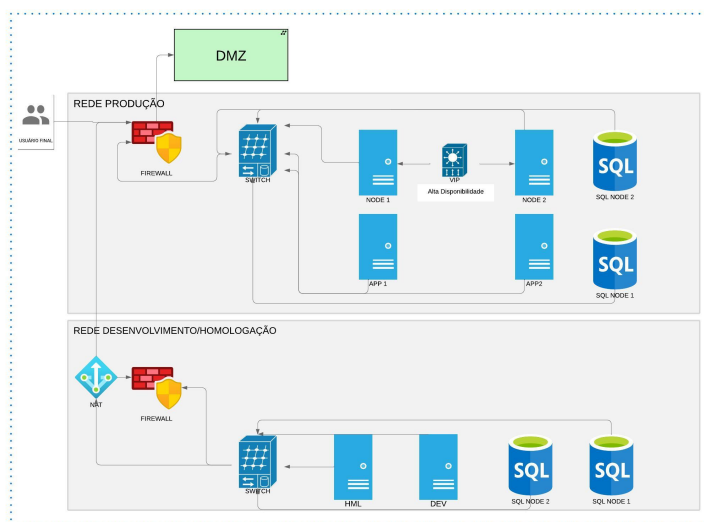 DMZ
REDE PRODUÇÃO
USUÁRIO FINAL
FIREWALL
SWITCH
NODE 1
VIP
Alta Disponibilidade
NODE 2
SQL
SQL NODE 2
APP 1
APP2
SQL
SQL NODE 1
REDE DESENVOLVIMENTO/HOMOLOGAÇÃO
NAT
FIREWALL
SWITCH
HML
DEV
SQL
SQL NODE 2
SQL
SQL NODE 1